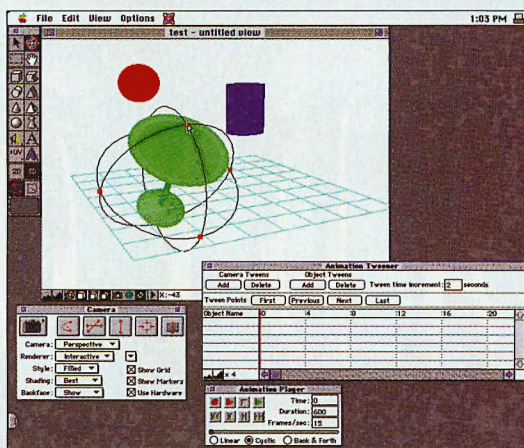 File Edit View Options 1:03 PM
test - untitled view
+UV A
2D
X:-43
Animation Tweener
Camera Tweens Object Tweens
Add Delete Add Delete Tween time increment: 2 seconds
Tween Points First Previous Next Last
Object Name 0 4 8 12 16 20
x 4
Camera
Camera: Perspective
Renderer: Interactive
Style: Filled Show Grid
Shading: Best Show Markers
Backface: Show Use Hardware
Animation Player
Time: 0
Duration: 600
Frames/sec: 15
Linear Cyclic Back & Forth